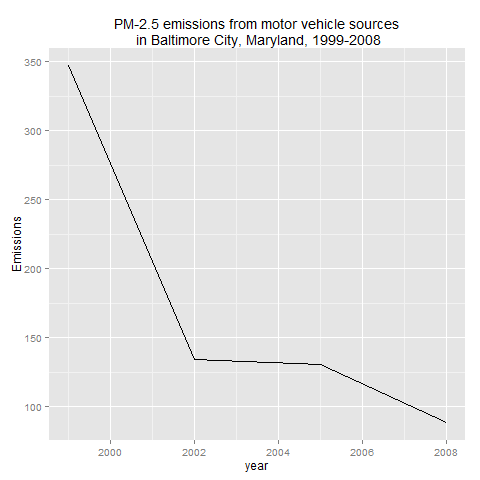 PM-2.5 emissions from motor vehicle sources
in Baltimore City, Maryland, 1999-2008
350
300
250
200
150
100
Emissions
2000
2002
2004
2006
2008
year